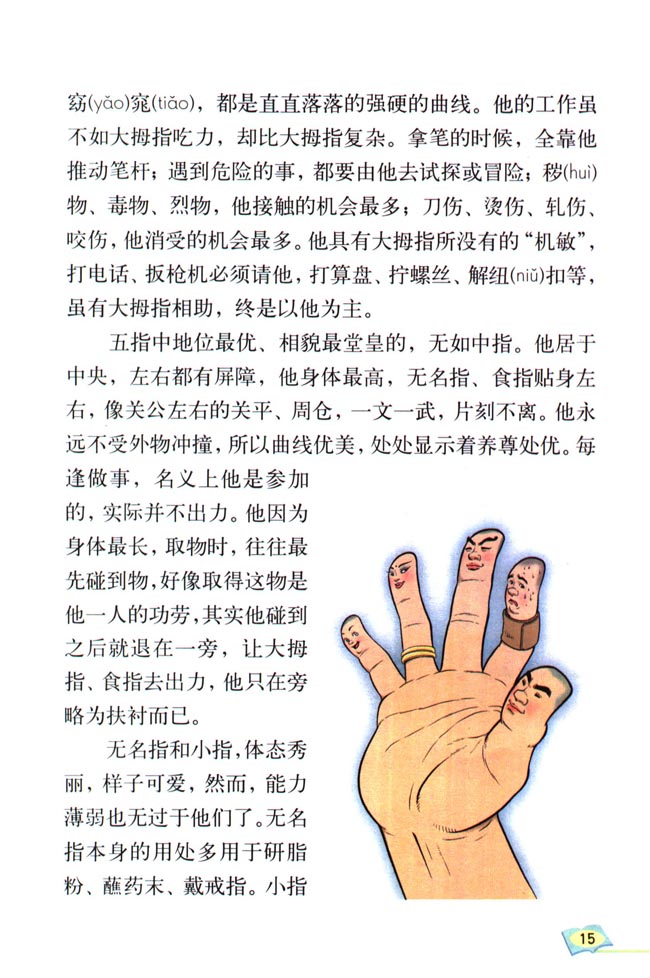 窈(yǎo)窕(tiǎo)，都是直直落落的强硬的曲线。他的工作虽
不如大拇指吃力，却比大拇指复杂。拿笔的时候，全靠他
推动笔杆；遇到危险的事，都要由他去试探或冒险；秽(huì)
物、毒物、烈物，他接触的机会最多；刀伤、烫伤、轧伤、
咬伤，他消受的机会最多。他具有大拇指所没有的“机敏”，
打电话、扳枪机必须请他，打算盘、拧螺丝、解纽(niǔ)扣等，
虽有大拇指相助，终是以他为主。
五指中地位最优、相貌最堂皇的，无如中指。他居于
中央，左右都有屏障，他身体最高，无名指、食指贴身左
右，像关公左右的关平、周仓，一文一武，片刻不离。他永
远不受外物冲撞，所以曲线优美，处处显示着养尊处优。每
逢做事，名义上他是参加
的，实际并不出力。他因为
身体最长，取物时，往往最
先碰到物，好像取得这物是
他一人的功劳，其实他碰到
之后就退在一旁，让大拇
指、食指去出力，他只在旁
略为扶衬而已。
无名指和小指，体态秀
丽，样子可爱，然而，能力
薄弱也无过于他们了。无名
指本身的用处多用于研脂
粉、蘸药末、戴戒指。小指
15